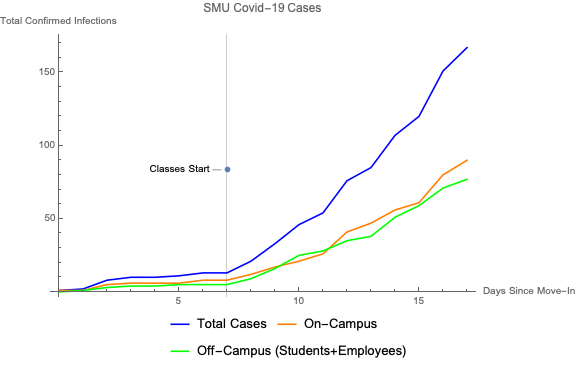 SMU Covid-19 Cases
Total Confirmed Infections
150
100
Classes Start
50
5 10 15 Days Since Move-In
Total Cases On-Campus
Off-Campus (Students+Employees)